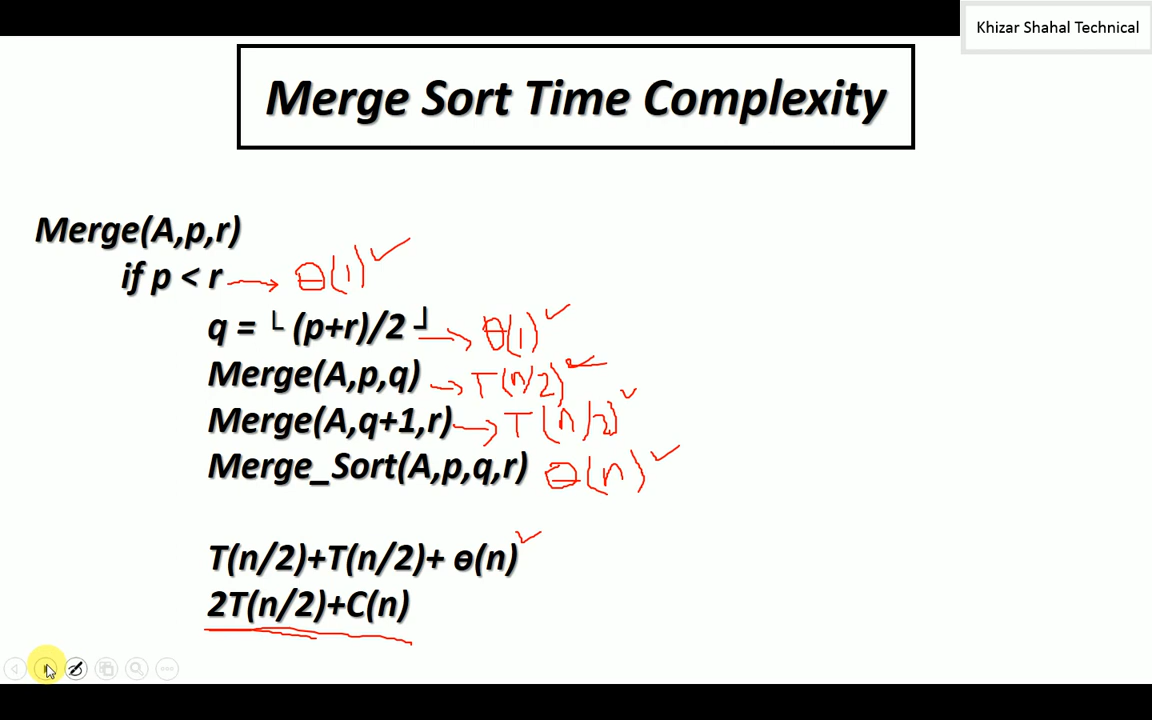 Khizar Shahal Technical
Merge Sort Time Complexity
Merge(A,p,r)
if p < r → θ(1)
q = └ (p+r)/2 ┘ → θ(1)
Merge(A,p,q) → T(n/2)
Merge(A,q+1,r) → T(n/2)
Merge_Sort(A,p,q,r) θ(n)
T(n/2)+T(n/2)+ ɵ(n)
2T(n/2)+C(n)